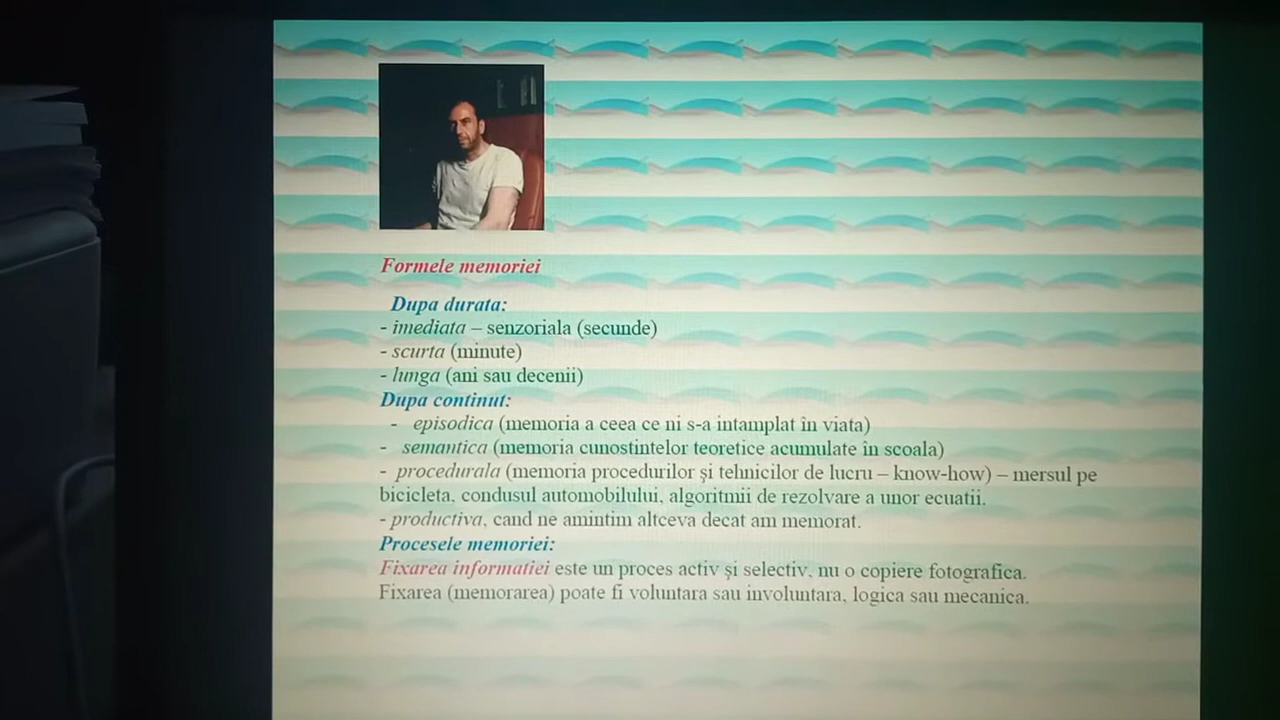 Formele memoriei
Dupa durata:
- imediata – senzoriala (secunde)
- scurta (minute)
- lunga (ani sau decenii)
Dupa continut:
- episodica (memoria a ceea ce ni s-a intamplat în viata)
- semantica (memoria cunostintelor teoretice acumulate în scoala)
- procedurala (memoria procedurilor şi tehnicilor de lucru – know-how) – mersul pe
bicicleta, condusul automobilului, algoritmii de rezolvare a unor ecuatii.
- productiva, cand ne amintim altceva decat am memorat.
Procesele memoriei:
Fixarea informatiei este un proces activ şi selectiv, nu o copiere fotografica.
Fixarea (memorarea) poate fi voluntara sau involuntara, logica sau mecanica.